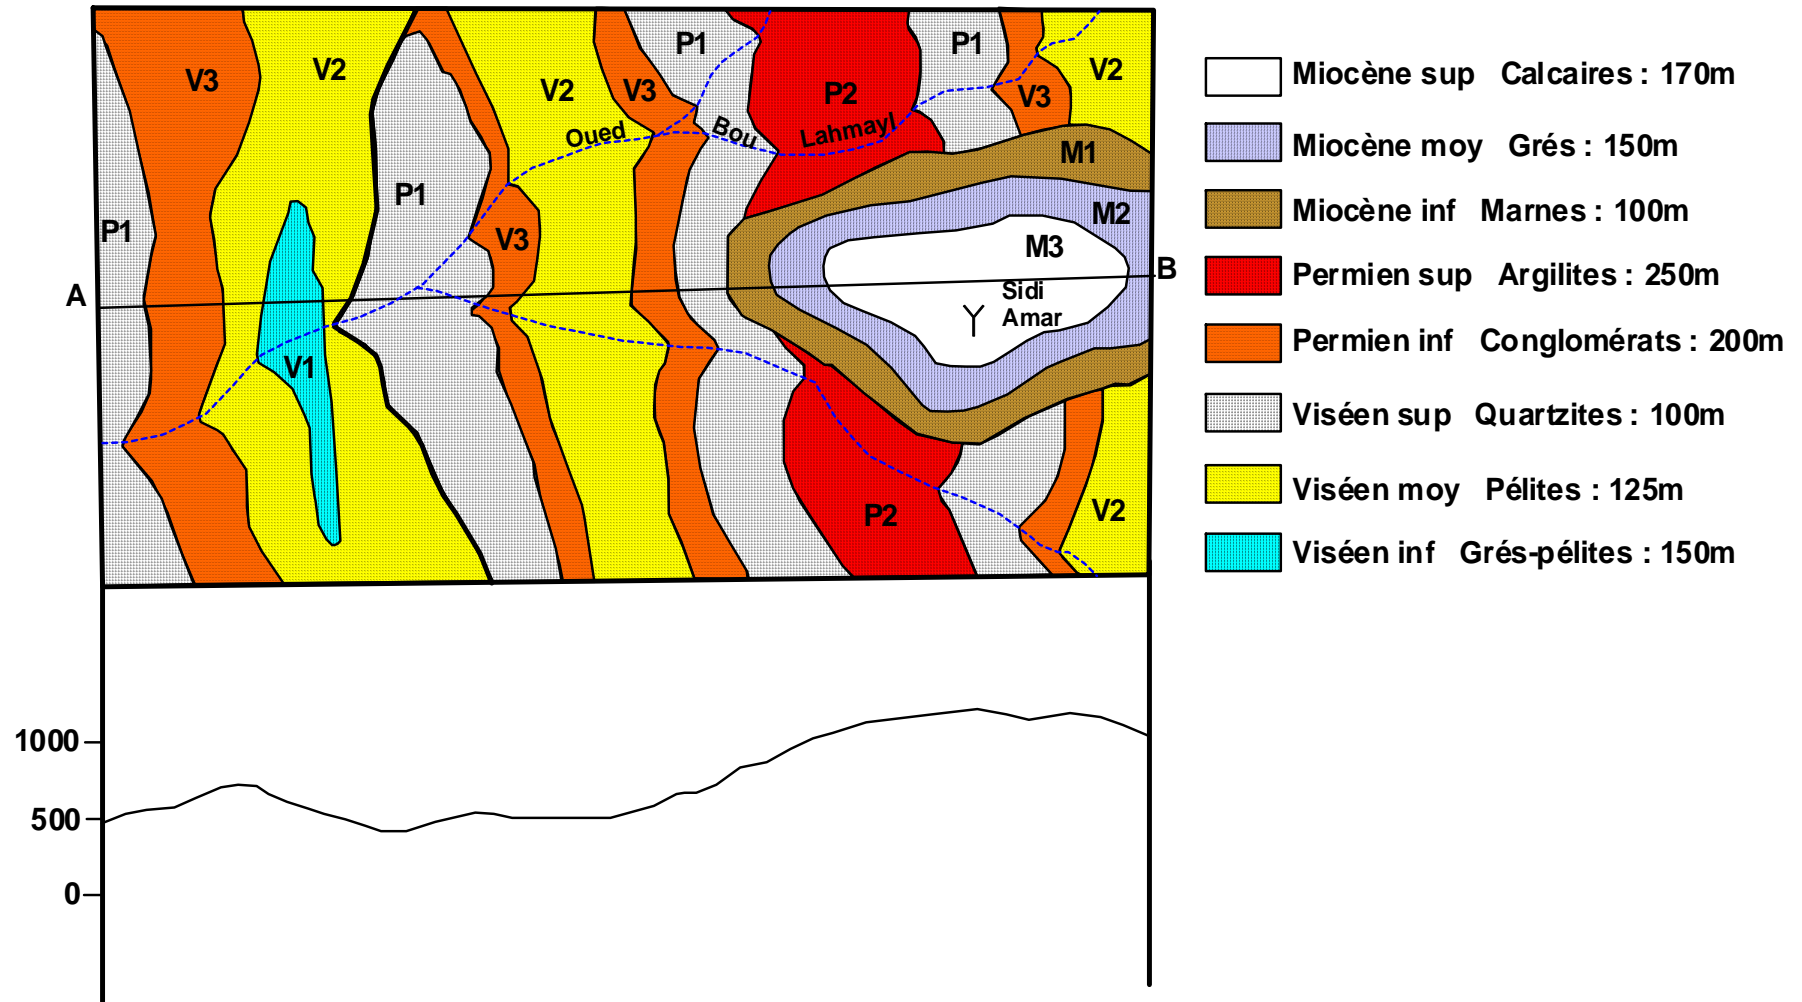 P1
P1
V2
V2
V3
V2
V3
P2
V3
Oued
Bou
Lahmayl
M1
P1
M2
P1
V3
M3
A
B
Sidi
Amar
V1
P2
V2
Miocène sup Calcaires : 170m
Miocène moy Grés : 150m
Miocène inf Marnes : 100m
Permien sup Argilites : 250m
Permien inf Conglomérats : 200m
Viséen sup Quartzites : 100m
Viséen moy Pélites : 125m
Viséen inf Grés-pélites : 150m
1000
500
0